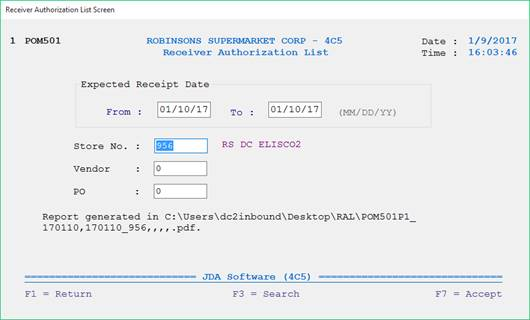 Receiver Authorization List Screen
1 POM501 ROBINSONS SUPERMARKET CORP - 4C5 Date : 1/9/2017
Receiver Authorization List Time : 16:03:46
Expected Receipt Date
From : 01/10/17 To : 01/10/17 (MM/DD/YY)
Store No. : 956 RS DC ELISCO2
Vendor : 0
PO : 0
Report generated in C:\Users\dc2inbound\Desktop\RAL\POM501P1_
170110,170110_956,,,,.pdf.
JDA Software (4C5)
F1 = Return F3 = Search F7 = Accept